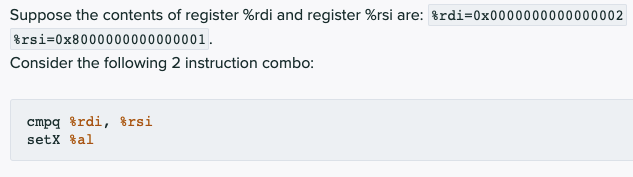 Suppose the contents of register %rdi and register %rsi are: %rdi=0x0000000000000002
%rsi=0x8000000000000001.
Consider the following 2 instruction combo:
cmpq %rdi, %rsi
setX %al